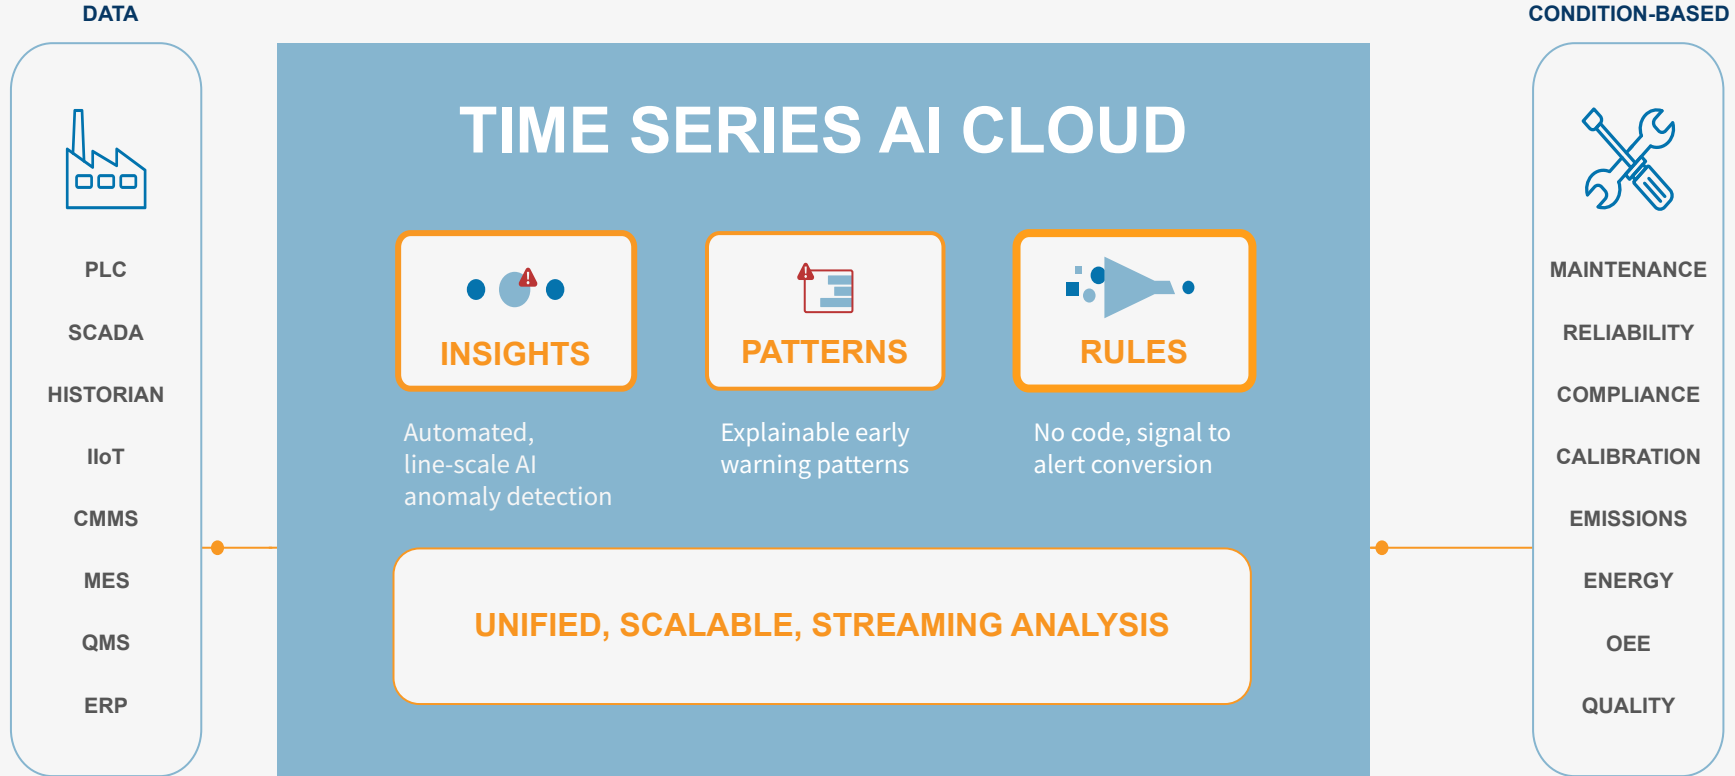 DATA
PLC
SCADA
HISTORIAN
IIoT
CMMS
MES
QMS
ERP
TIME SERIES AI CLOUD
INSIGHTS
Automated,
line-scale AI
anomaly detection
PATTERNS
Explainable early
warning patterns
RULES
No code, signal to
alert conversion
UNIFIED, SCALABLE, STREAMING ANALYSIS
CONDITION-BASED
MAINTENANCE
RELIABILITY
COMPLIANCE
CALIBRATION
EMISSIONS
ENERGY
OEE
QUALITY